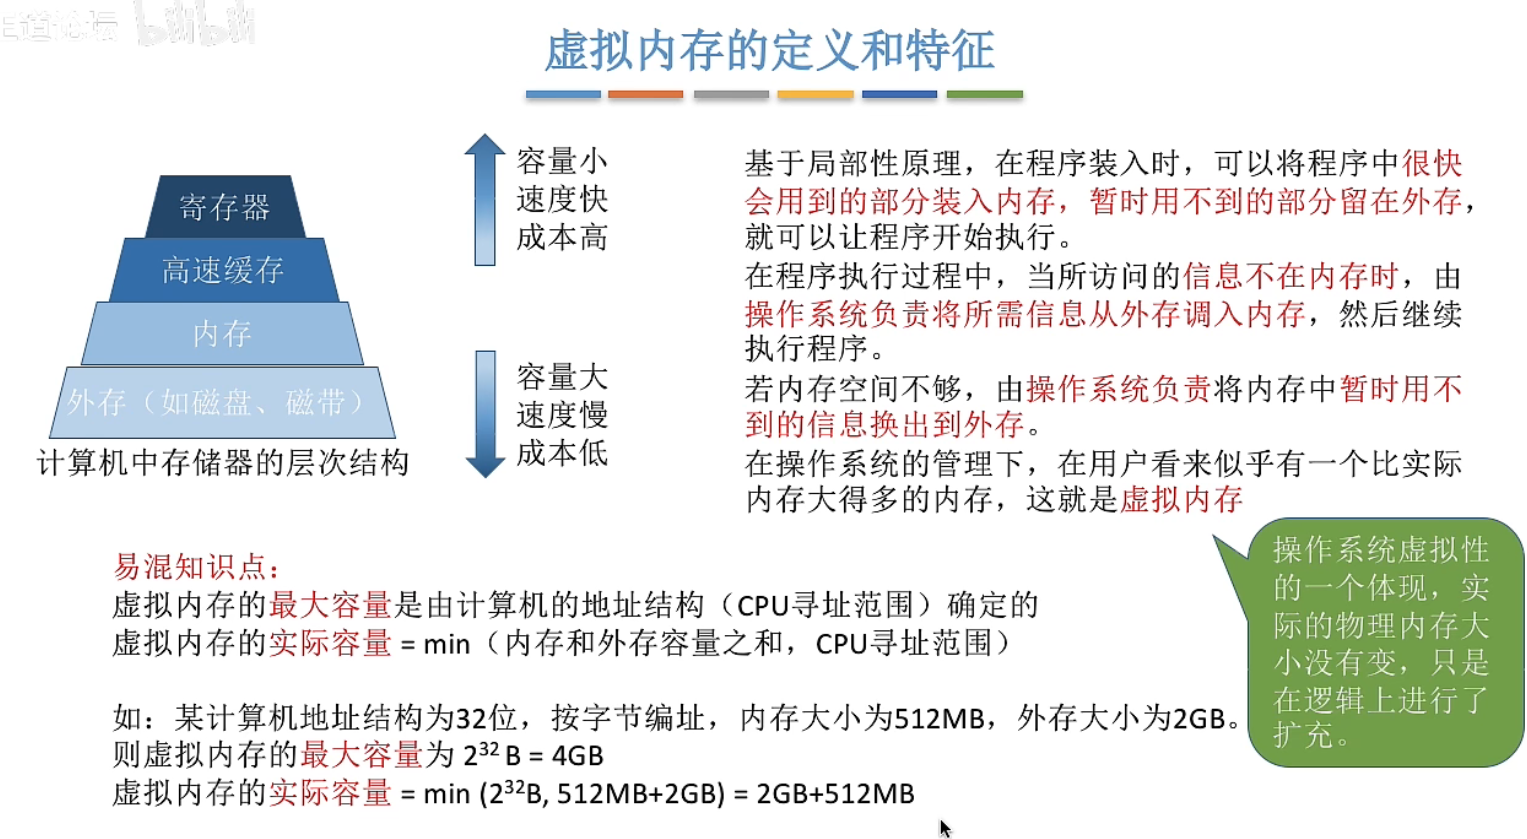 道论坛 bilibili
虚拟内存的定义和特征
寄存器
高速缓存
内存
外存（如磁盘、磁带）
计算机中存储器的层次结构
容量小
速度快
成本高
容量大
速度慢
成本低
基于局部性原理，在程序装入时，可以将程序中很快
会用到的部分装入内存，暂时用不到的部分留在外存，
就可以让程序开始执行。
在程序执行过程中，当所访问的信息不在内存时，由
操作系统负责将所需信息从外存调入内存，然后继续
执行程序。
若内存空间不够，由操作系统负责将内存中暂时用不
到的信息换出到外存。
在操作系统的管理下，在用户看来似乎有一个比实际
内存大得多的内存，这就是虚拟内存
操作系统虚拟性
的一个体现，实
际的物理内存大
小没有变，只是
在逻辑上进行了
扩充。
易混知识点：
虚拟内存的最大容量是由计算机的地址结构（CPU寻址范围）确定的
虚拟内存的实际容量 = min（内存和外存容量之和，CPU寻址范围）
如：某计算机地址结构为32位，按字节编址，内存大小为512MB，外存大小为2GB。
则虚拟内存的最大容量为 2³² B = 4GB
虚拟内存的实际容量 = min (2³²B, 512MB+2GB) = 2GB+512MB